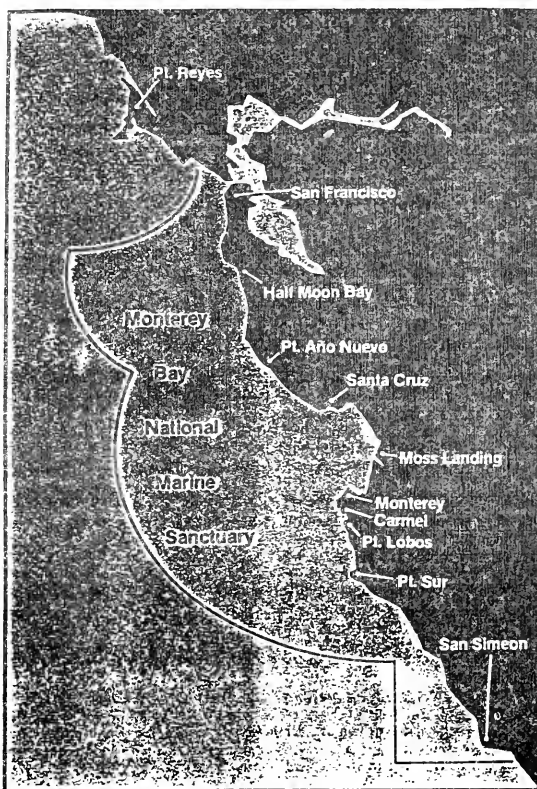 Pt. Reyes
San Francisco
Half Moon Bay
Monterey
Pt. Año Nuevo
Bay
Santa Cruz
National
Moss Landing
Marine
Monterey
Carmel
Sanctuary
Pt. Lobos
Pt. Sur
San Simeon